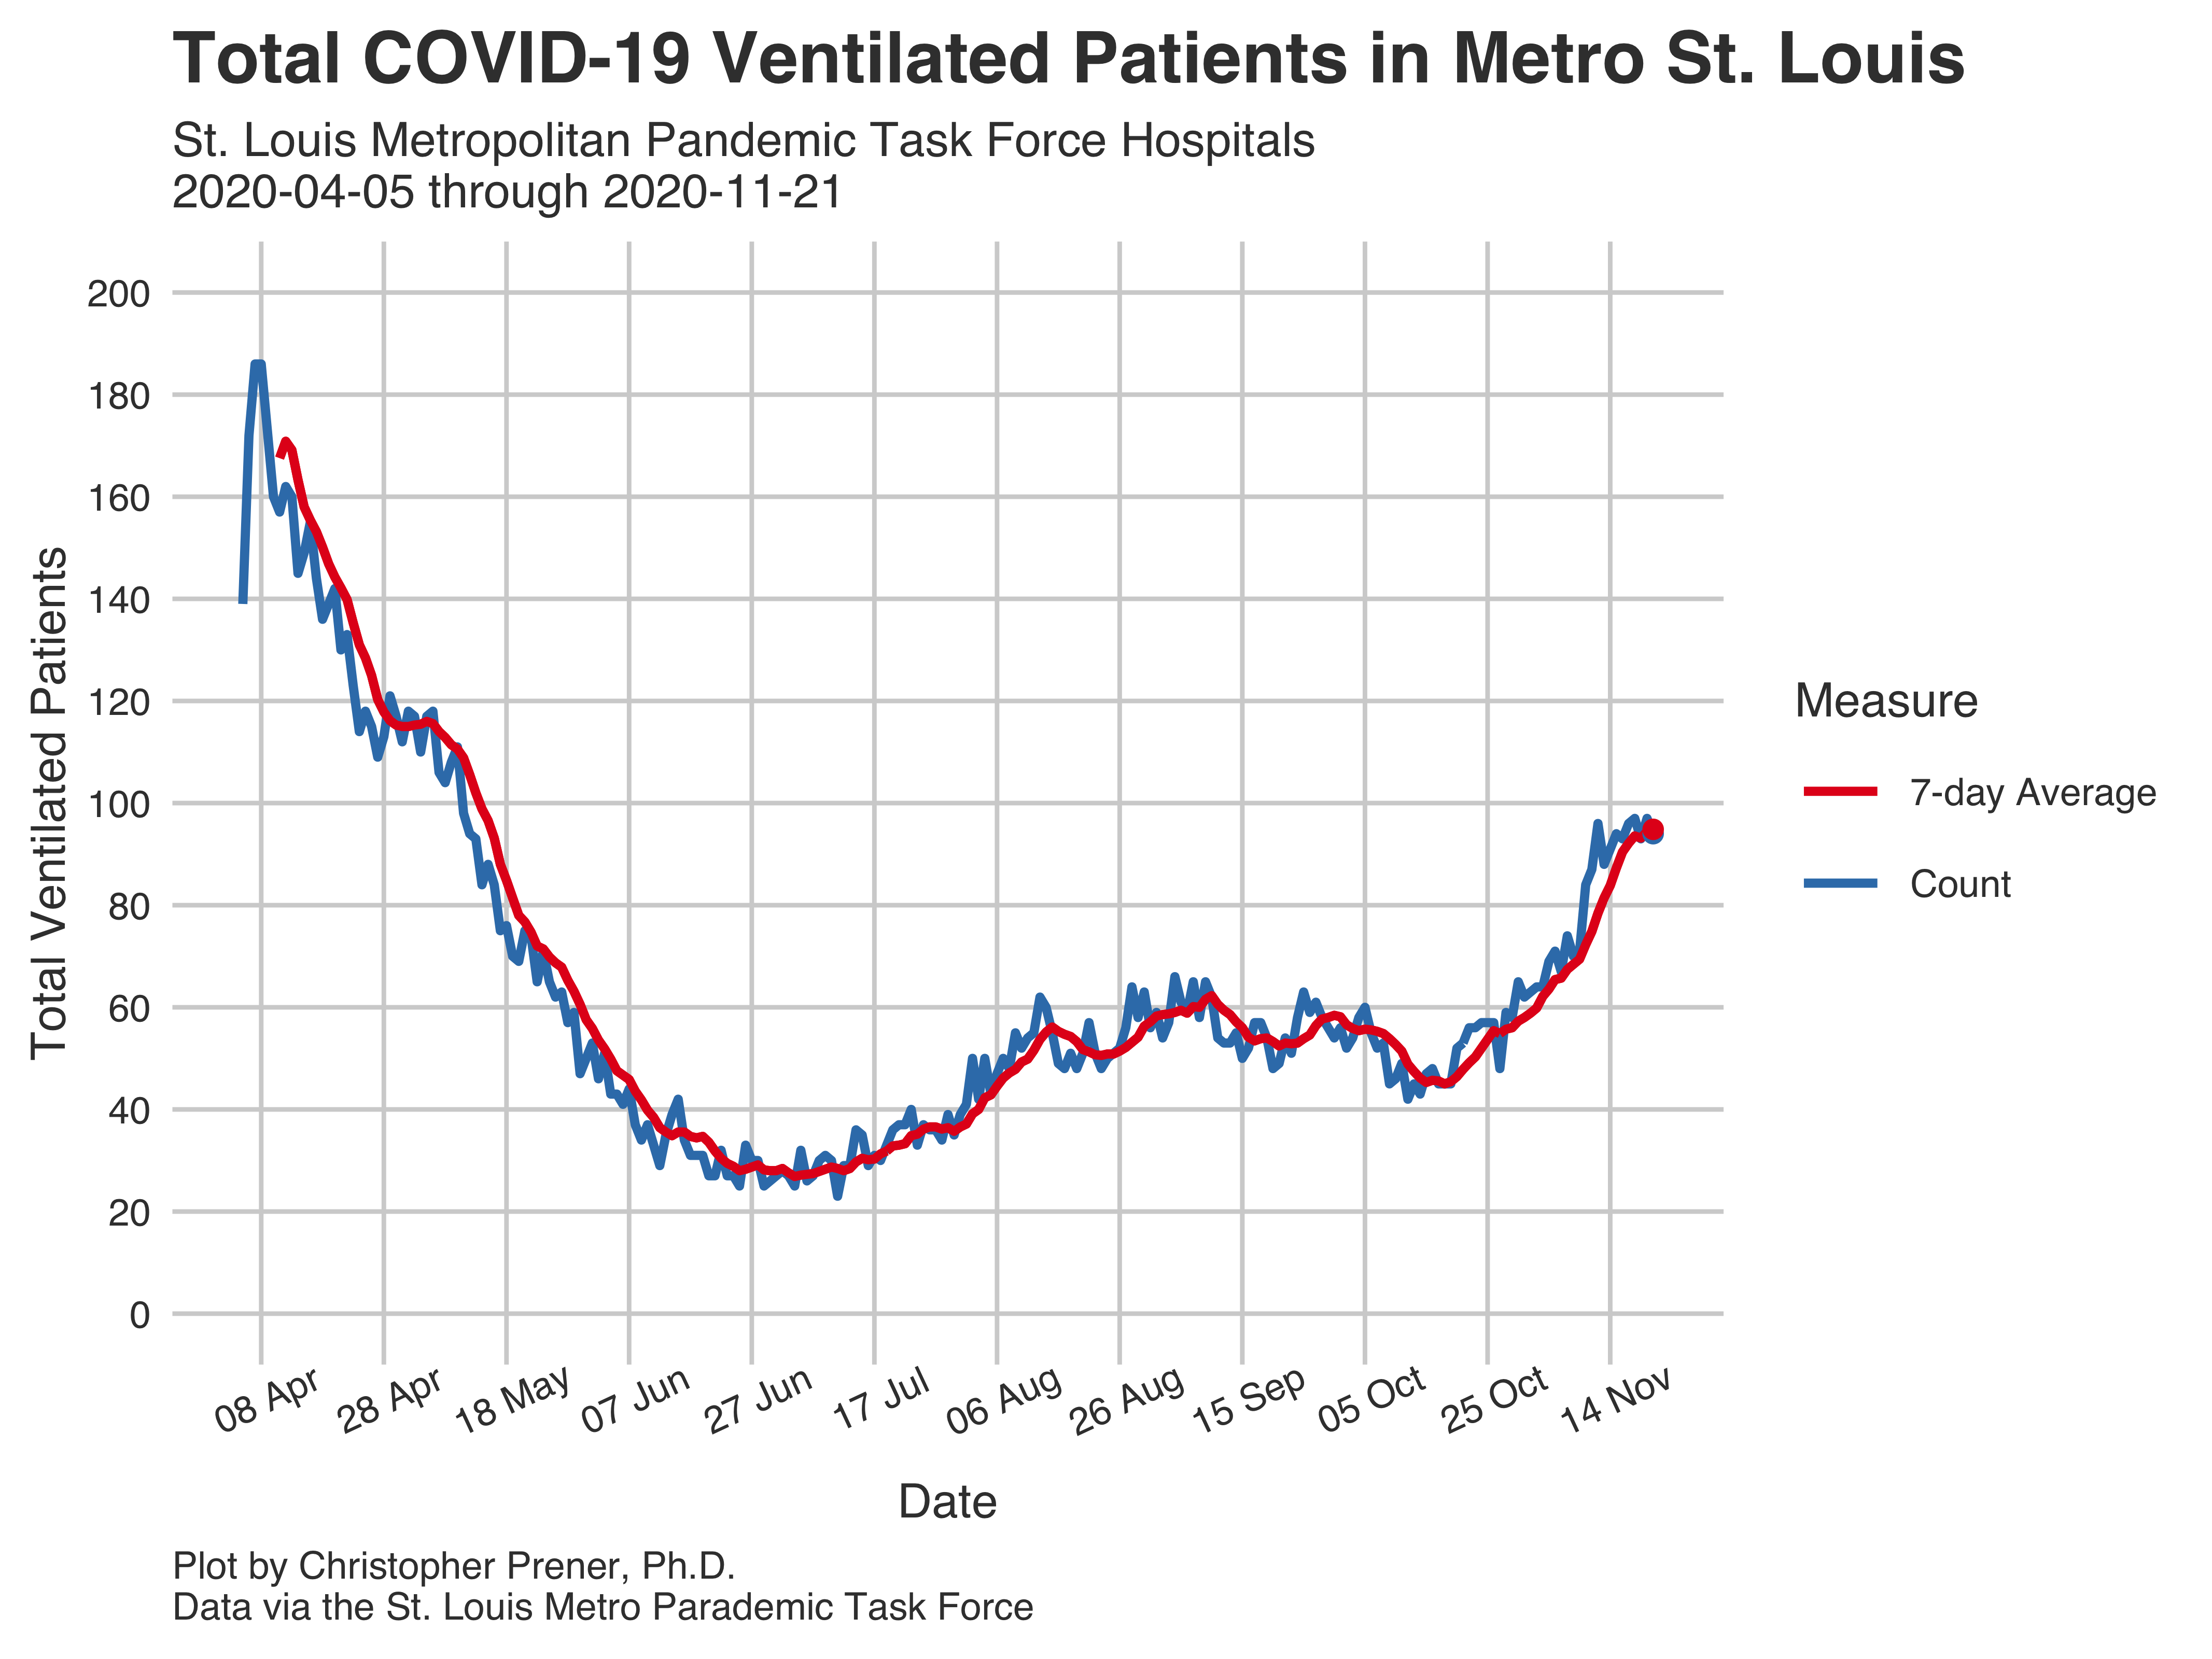 Total COVID-19 Ventilated Patients in Metro St. Louis
St. Louis Metropolitan Pandemic Task Force Hospitals
2020-04-05 through 2020-11-21
Total Ventilated Patients
200
180
160
140
120
100
80
60
40
20
0
08 Apr
28 Apr
18 May
07 Jun
27 Jun
17 Jul
06 Aug
26 Aug
15 Sep
05 Oct
25 Oct
14 Nov
Date
Measure
7-day Average
Count
Plot by Christopher Prener, Ph.D.
Data via the St. Louis Metro Parademic Task Force